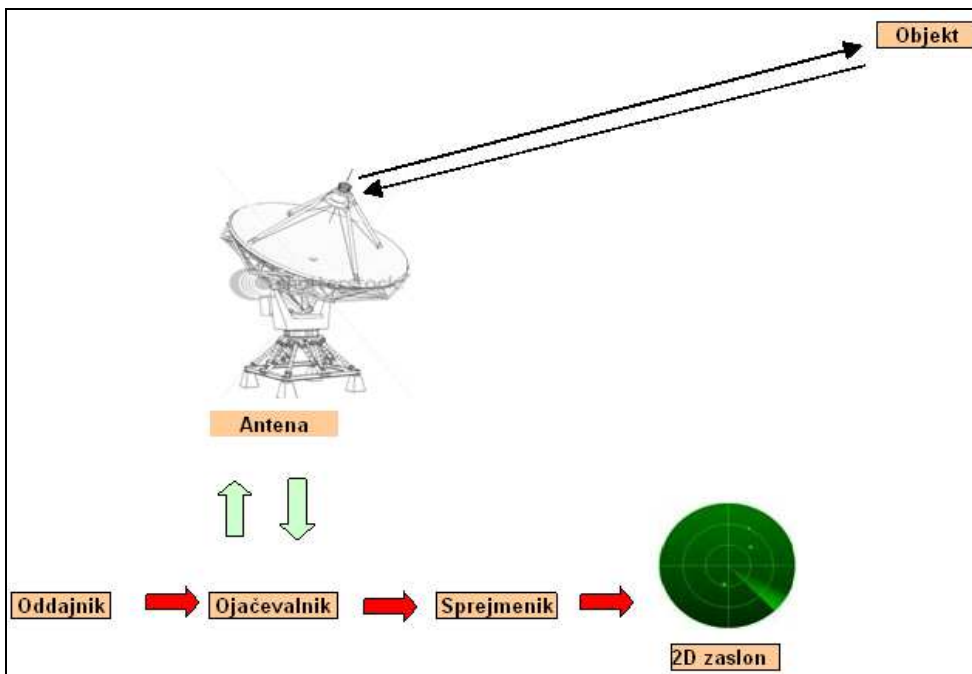 Objekt
Antena
Oddajnik
Ojačevalnik
Sprejmenik
2D zaslon